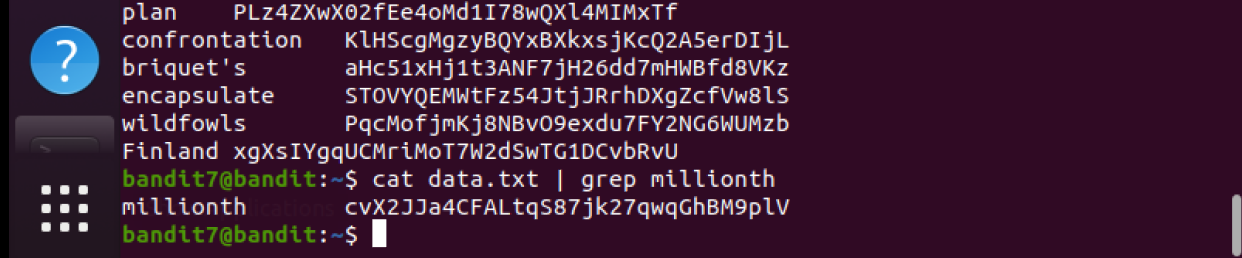 plan    PLz4ZXwX02fEe4oMd1I78wQXl4MIMxTf
confrontation   KlHScgMgzyBQYxBXkxsjKcQ2A5erDIjL
briquet's       aHc51xHj1t3ANF7jH26dd7mHWBfd8VKz
encapsulate     STOVYQEMWtFz54JtjJRrhDXgZcfVw8lS
wildfowls       PqcMofjmKj8NBvO9exdu7FY2NG6WUMzb
Finland xgXsIYgqUCMriMoT7W2dSwTG1DCvbRvU
bandit7@bandit:~$ cat data.txt | grep millionth
millionth       cvX2JJa4CFALtqS87jk27qwqGhBM9plV
bandit7@bandit:~$